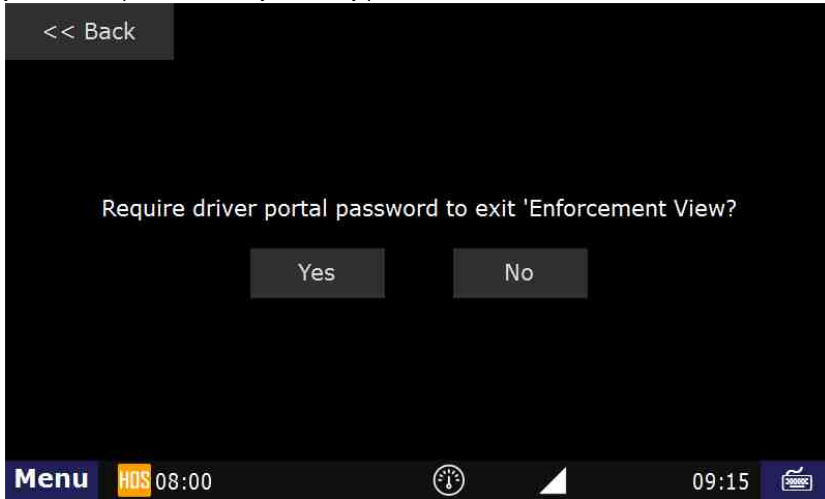 << Back
Require driver portal password to exit 'Enforcement View?
Yes No
Menu HOS 08:00 09:15